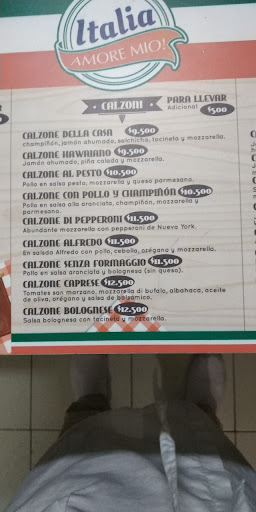 Italia
AMORE MIO!
CALZONI
PARA LLEVAR
Adicional $500
CALZONE DELLA CASA $9.500
champiñón, jamón ahumado, salchicha, tocineta y mozzarella.
CALZONE HAWAIANO $9.500
Jamón ahumado, piña calada y mozzarella.
CALZONE AL PESTO $10.500
Pollo en salsa pesto, mozzarella y queso parmesano.
CALZONE CON POLLO Y CHAMPIÑÓN $10.500
Pollo en salsa alla aranciata, champiñón, mozzarella y
parmesano.
CALZONE DI PEPPERONI $11.500
Abundante mozzarella con pepperoni de Nueva York.
CALZONE ALFREDO $11.500
En salsa Alfredo con pollo, cebolla, orégano y mozzarella.
CALZONE SENZA FORMAGGIO $11.500
Pollo en salsa aranciata y bolognesa (sin queso).
CALZONE CAPRESE $12.500
Tomates san marzano, mozzarella di bufala, albahaca, aceite
de oliva, orégano y salsa de balsámico.
CALZONE BOLOGNESE $12.500
Salsa bolognesa con tocineta y mozzarella.